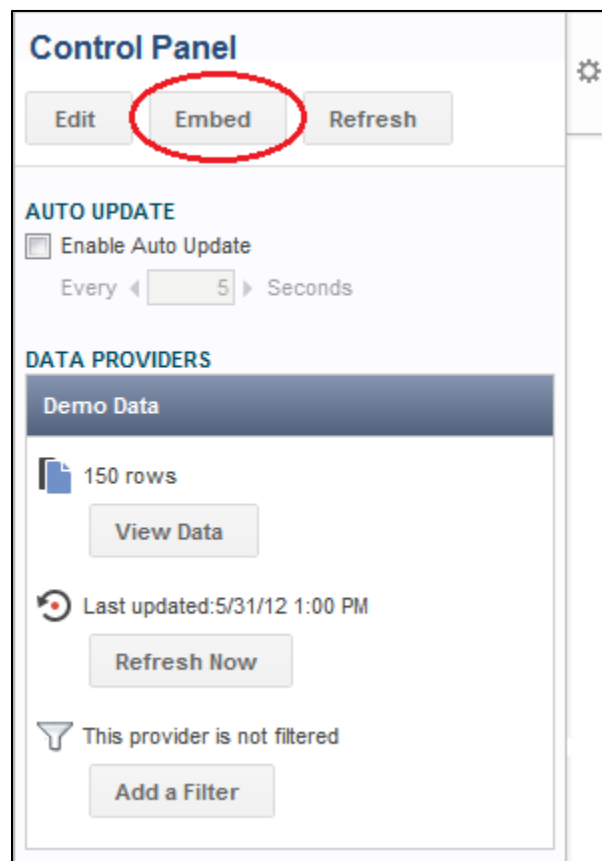 Control Panel
Edit Embed Refresh
AUTO UPDATE
Enable Auto Update
Every 5 Seconds
DATA PROVIDERS
Demo Data
150 rows
View Data
Last updated:5/31/12 1:00 PM
Refresh Now
This provider is not filtered
Add a Filter